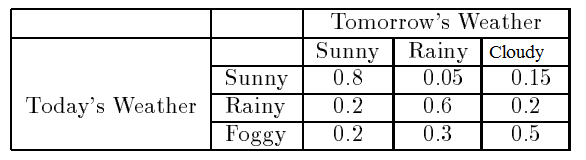 Tomorrow's Weather
Sunny Rainy Cloudy
Sunny 0.8 0.05 0.15
Today's Weather Rainy 0.2 0.6 0.2
Foggy 0.2 0.3 0.5